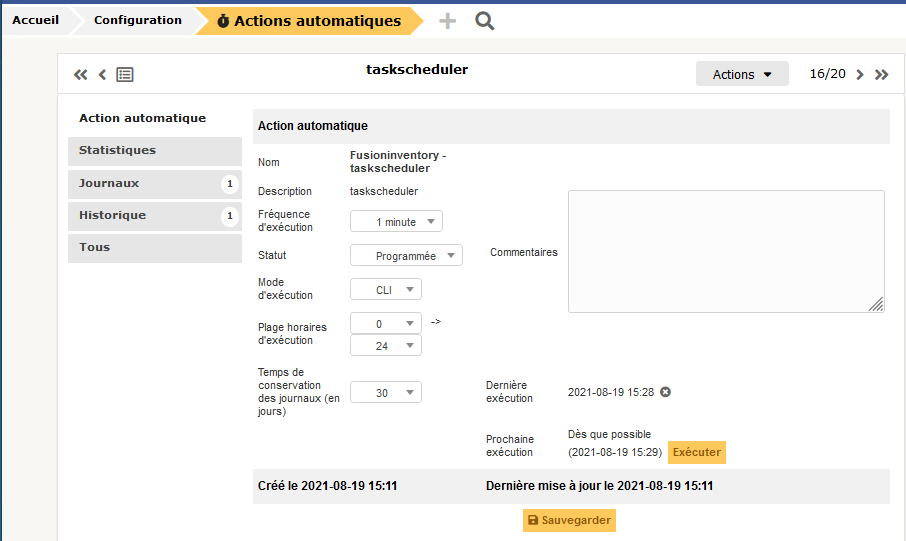 Accueil
Configuration
Actions automatiques
taskscheduler
Actions
16/20
Action automatique
Statistiques
Journaux
1
Historique
1
Tous
Action automatique
Nom
Fusioninventory -
taskscheduler
Description
taskscheduler
Fréquence
d'exécution
1 minute
Statut
Programmée
Commentaires
Mode
d'exécution
CLI
Plage horaires
d'exécution
0
->
24
Temps de
conservation
des journaux (en
jours)
30
Dernière
exécution
2021-08-19 15:28
Prochaine
exécution
Dès que possible
(2021-08-19 15:29)
Exécuter
Créé le 2021-08-19 15:11
Dernière mise à jour le 2021-08-19 15:11
Sauvegarder